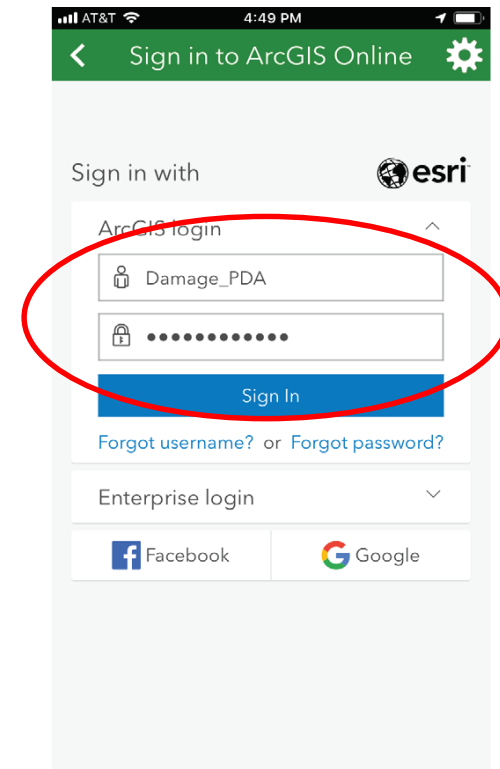 AT&T 4:49 PM
Sign in to ArcGIS Online
Sign in with esri
ArcGIS login
Damage_PDA
●●●●●●●●●●●●
Sign In
Forgot username? or Forgot password?
Enterprise login
Facebook Google